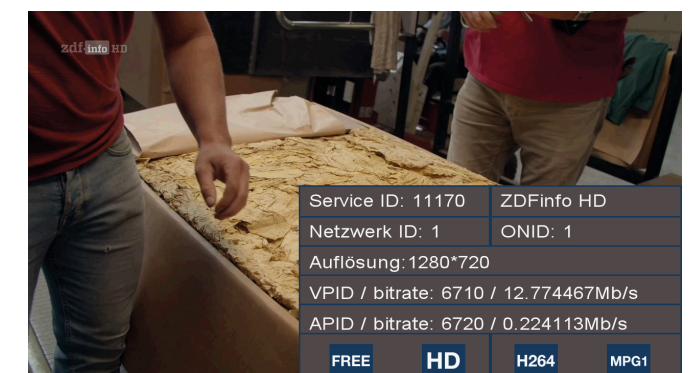 zdf info HD
Service ID: 11170 ZDFinfo HD
Netzwerk ID: 1 ONID: 1
Auflösung:1280*720
VPID / bitrate: 6710 / 12.774467Mb/s
APID / bitrate: 6720 / 0.224113Mb/s
FREE HD H264 MPG1